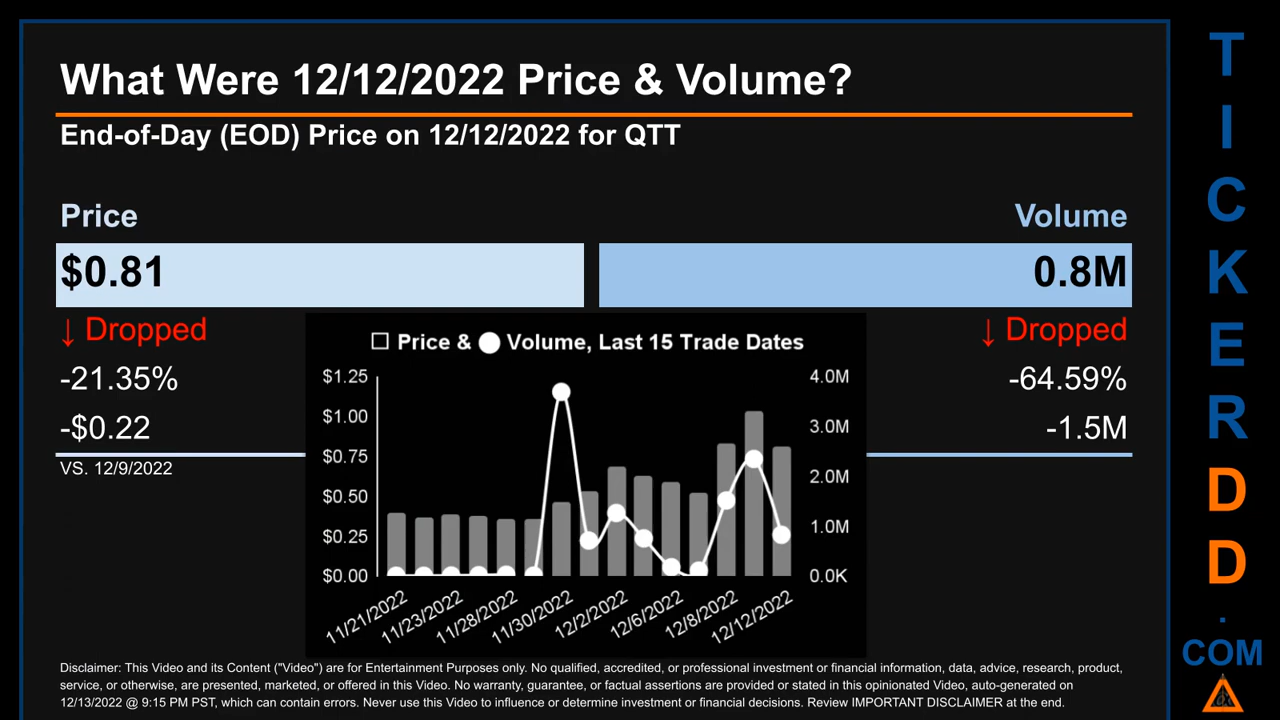 What Were 12/12/2022 Price & Volume?
End-of-Day (EOD) Price on 12/12/2022 for QTT
Price
Volume
$0.81
0.8M
↓ Dropped
↓ Dropped
-21.35%
-64.59%
-$0.22
-1.5M
VS. 12/9/2022
Price & Volume, Last 15 Trade Dates
$1.25
$1.00
$0.75
$0.50
$0.25
$0.00
4.0M
3.0M
2.0M
1.0M
0.0K
11/21/2022
11/23/2022
11/28/2022
11/30/2022
12/2/2022
12/6/2022
12/8/2022
12/12/2022
Disclaimer: This Video and its Content ("Video") are for Entertainment Purposes only. No qualified, accredited, or professional investment or financial information, data, advice, research, product,
service, or otherwise, are presented, marketed, or offered in this Video. No warranty, guarantee, or factual assertions are provided or stated in this opinionated Video, auto-generated on
12/13/2022 @ 9:15 PM PST, which can contain errors. Never use this Video to influence or determine investment or financial decisions. Review IMPORTANT DISCLAIMER at the end.
T
I
C
K
E
R
D
D
.
COM